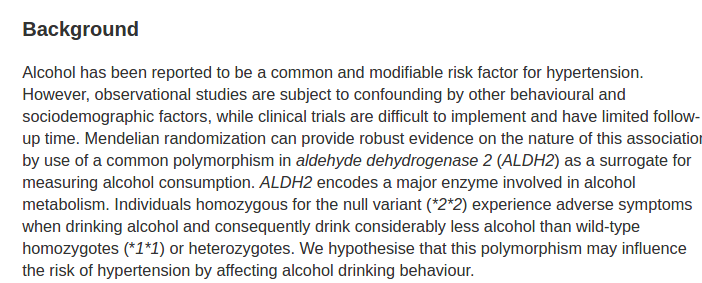 Background
Alcohol has been reported to be a common and modifiable risk factor for hypertension.
However, observational studies are subject to confounding by other behavioural and
sociodemographic factors, while clinical trials are difficult to implement and have limited follow-
up time. Mendelian randomization can provide robust evidence on the nature of this association
by use of a common polymorphism in aldehyde dehydrogenase 2 (ALDH2) as a surrogate for
measuring alcohol consumption. ALDH2 encodes a major enzyme involved in alcohol
metabolism. Individuals homozygous for the null variant (*2*2) experience adverse symptoms
when drinking alcohol and consequently drink considerably less alcohol than wild-type
homozygotes (*1*1) or heterozygotes. We hypothesise that this polymorphism may influence
the risk of hypertension by affecting alcohol drinking behaviour.